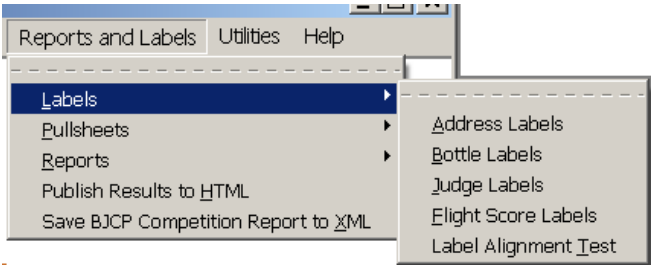 Reports and Labels Utilities Help
Labels
Pullsheets
Reports
Publish Results to HTML
Save BJCP Competition Report to XML
Address Labels
Bottle Labels
Judge Labels
Flight Score Labels
Label Alignment Test